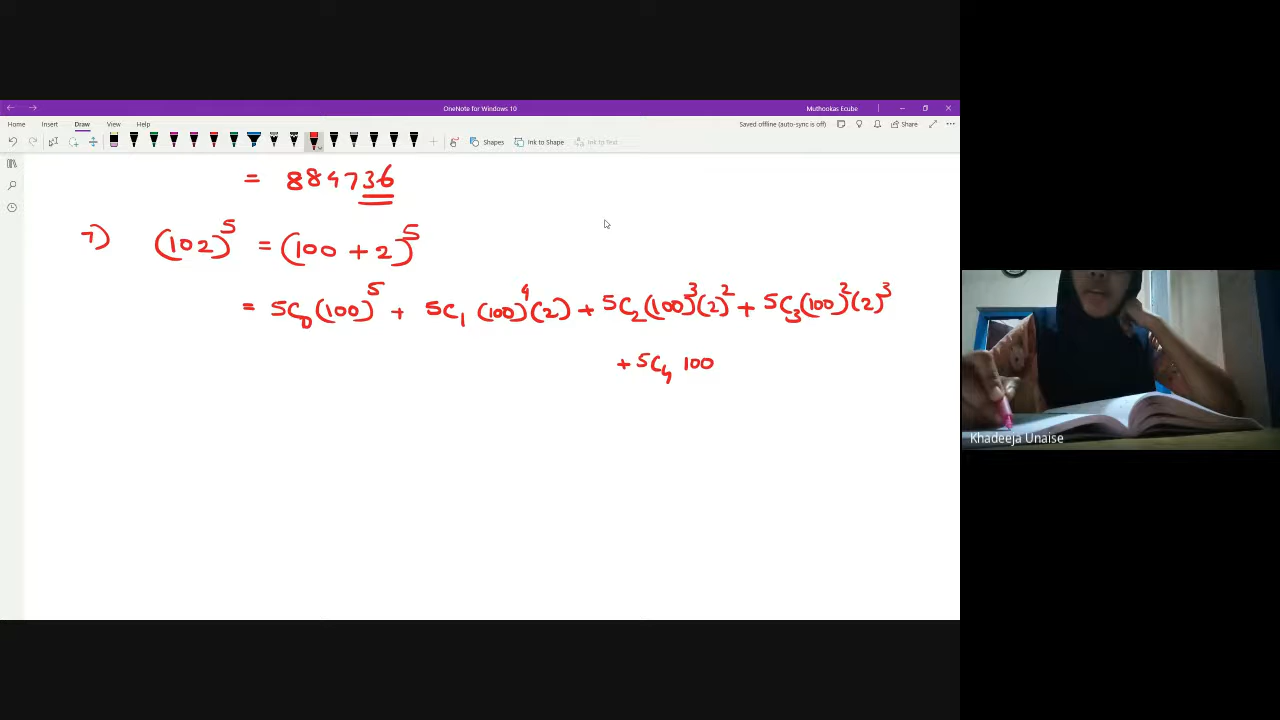 OneNote for Windows 10
Muthookas Ecube
Home Insert Draw View Help
Saved offline (auto-sync is off)
Share
Shapes
Ink to Shape
Ink to Text
= 884736
7) (102)⁵ = (100 + 2)⁵
= 5C₀(100)⁵ + 5C₁ (100)⁴(2) + 5C₂(100)³(2)² + 5C₃(100)²(2)³
+ 5C₄ 100
Khadeeja Unaise